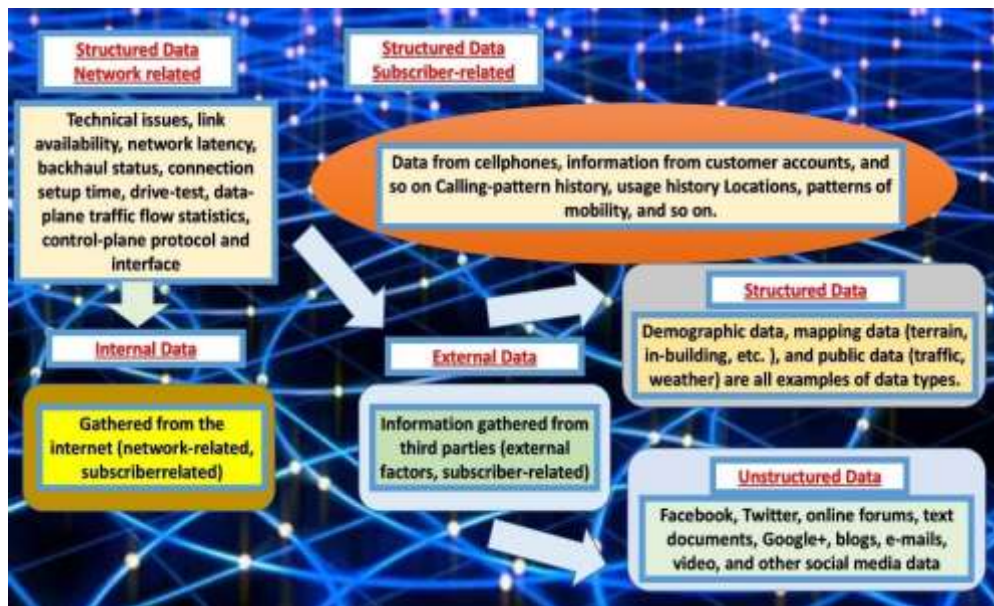 Structured Data
Network related
Structured Data
Subscriber-related
Technical issues, link
availability, network latency,
backhaul status, connection
setup time, drive-test, data-
plane traffic flow statistics,
control-plane protocol and
interface
Data from cellphones, information from customer accounts, and
so on Calling-pattern history, usage history Locations, patterns of
mobility, and so on.
Internal Data
Gathered from the
internet (network-related,
subscriberrelated)
External Data
Information gathered from
third parties (external
factors, subscriber-related)
Structured Data
Demographic data, mapping data (terrain,
in-building, etc. ), and public data (traffic,
weather) are all examples of data types.
Unstructured Data
Facebook, Twitter, online forums, text
documents, Google+, blogs, e-mails,
video, and other social media data